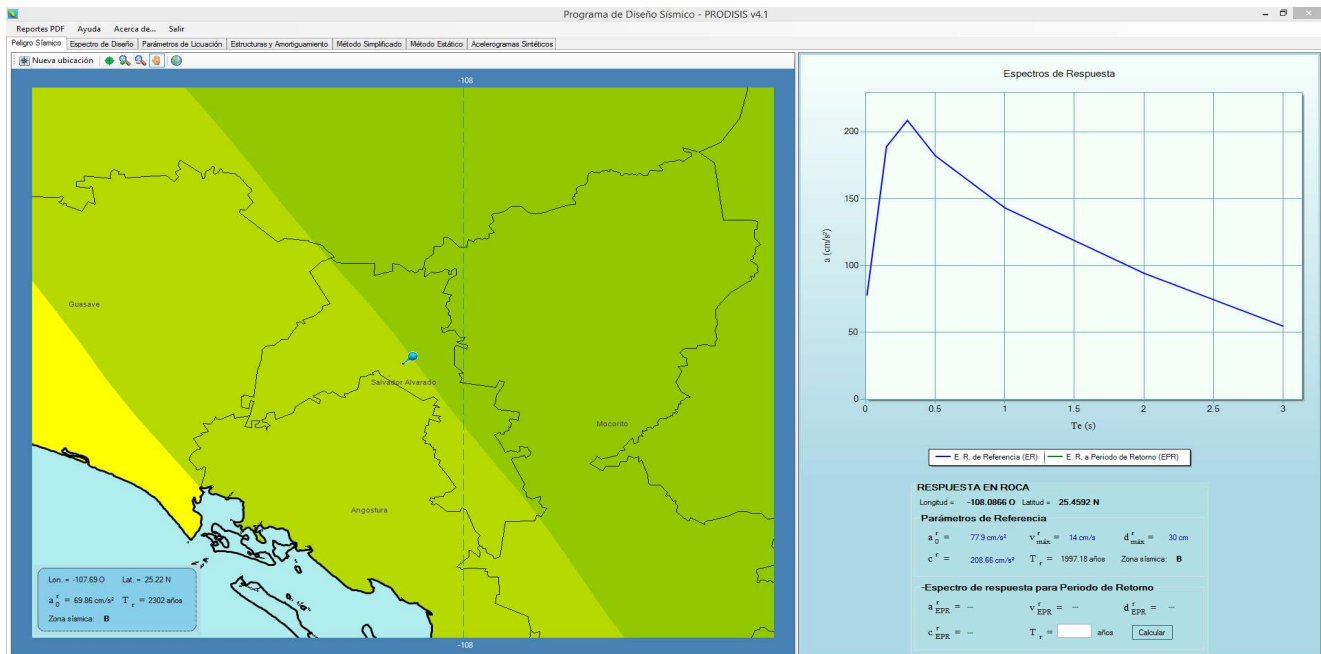 Programa de Diseño Sísmico - PRODISIS v4.1
Reportes PDF Ayuda Acerca de... Salir
Peligro Sísmico Espectro de Diseño Parámetros de Licuación Estructuras y Amortiguamiento Método Simplificado Método Estático Acelerogramas Sintéticos
Nueva ubicación
-108
Guasave
Salvador Alvarado
Mocorito
Angostura
Lon. = -107.69 O Lat. = 25.22 N
a r 0 = 69.86 cm/s² T r = 2302 años
Zona sísmica: B
-108
Espectros de Respuesta
a (cm/s²)
200
150
100
50
0
0 0.5 1 1.5 2 2.5 3
Te (s)
E. R. de Referencia (ER) E. R. a Periodo de Retorno (EPR)
RESPUESTA EN ROCA
Longitud = -108.0866 O Latitud = 25.4592 N
Parámetros de Referencia
a r 0 = 77.9 cm/s² v r máx = 14 cm/s d r máx = 30 cm
c r = 208.66 cm/s² T r = 1997.18 años Zona sísmica: B
-Espectro de respuesta para Periodo de Retorno
a r EPR = – v r EPR = – d r EPR = –
c r EPR = – T r = años Calcular